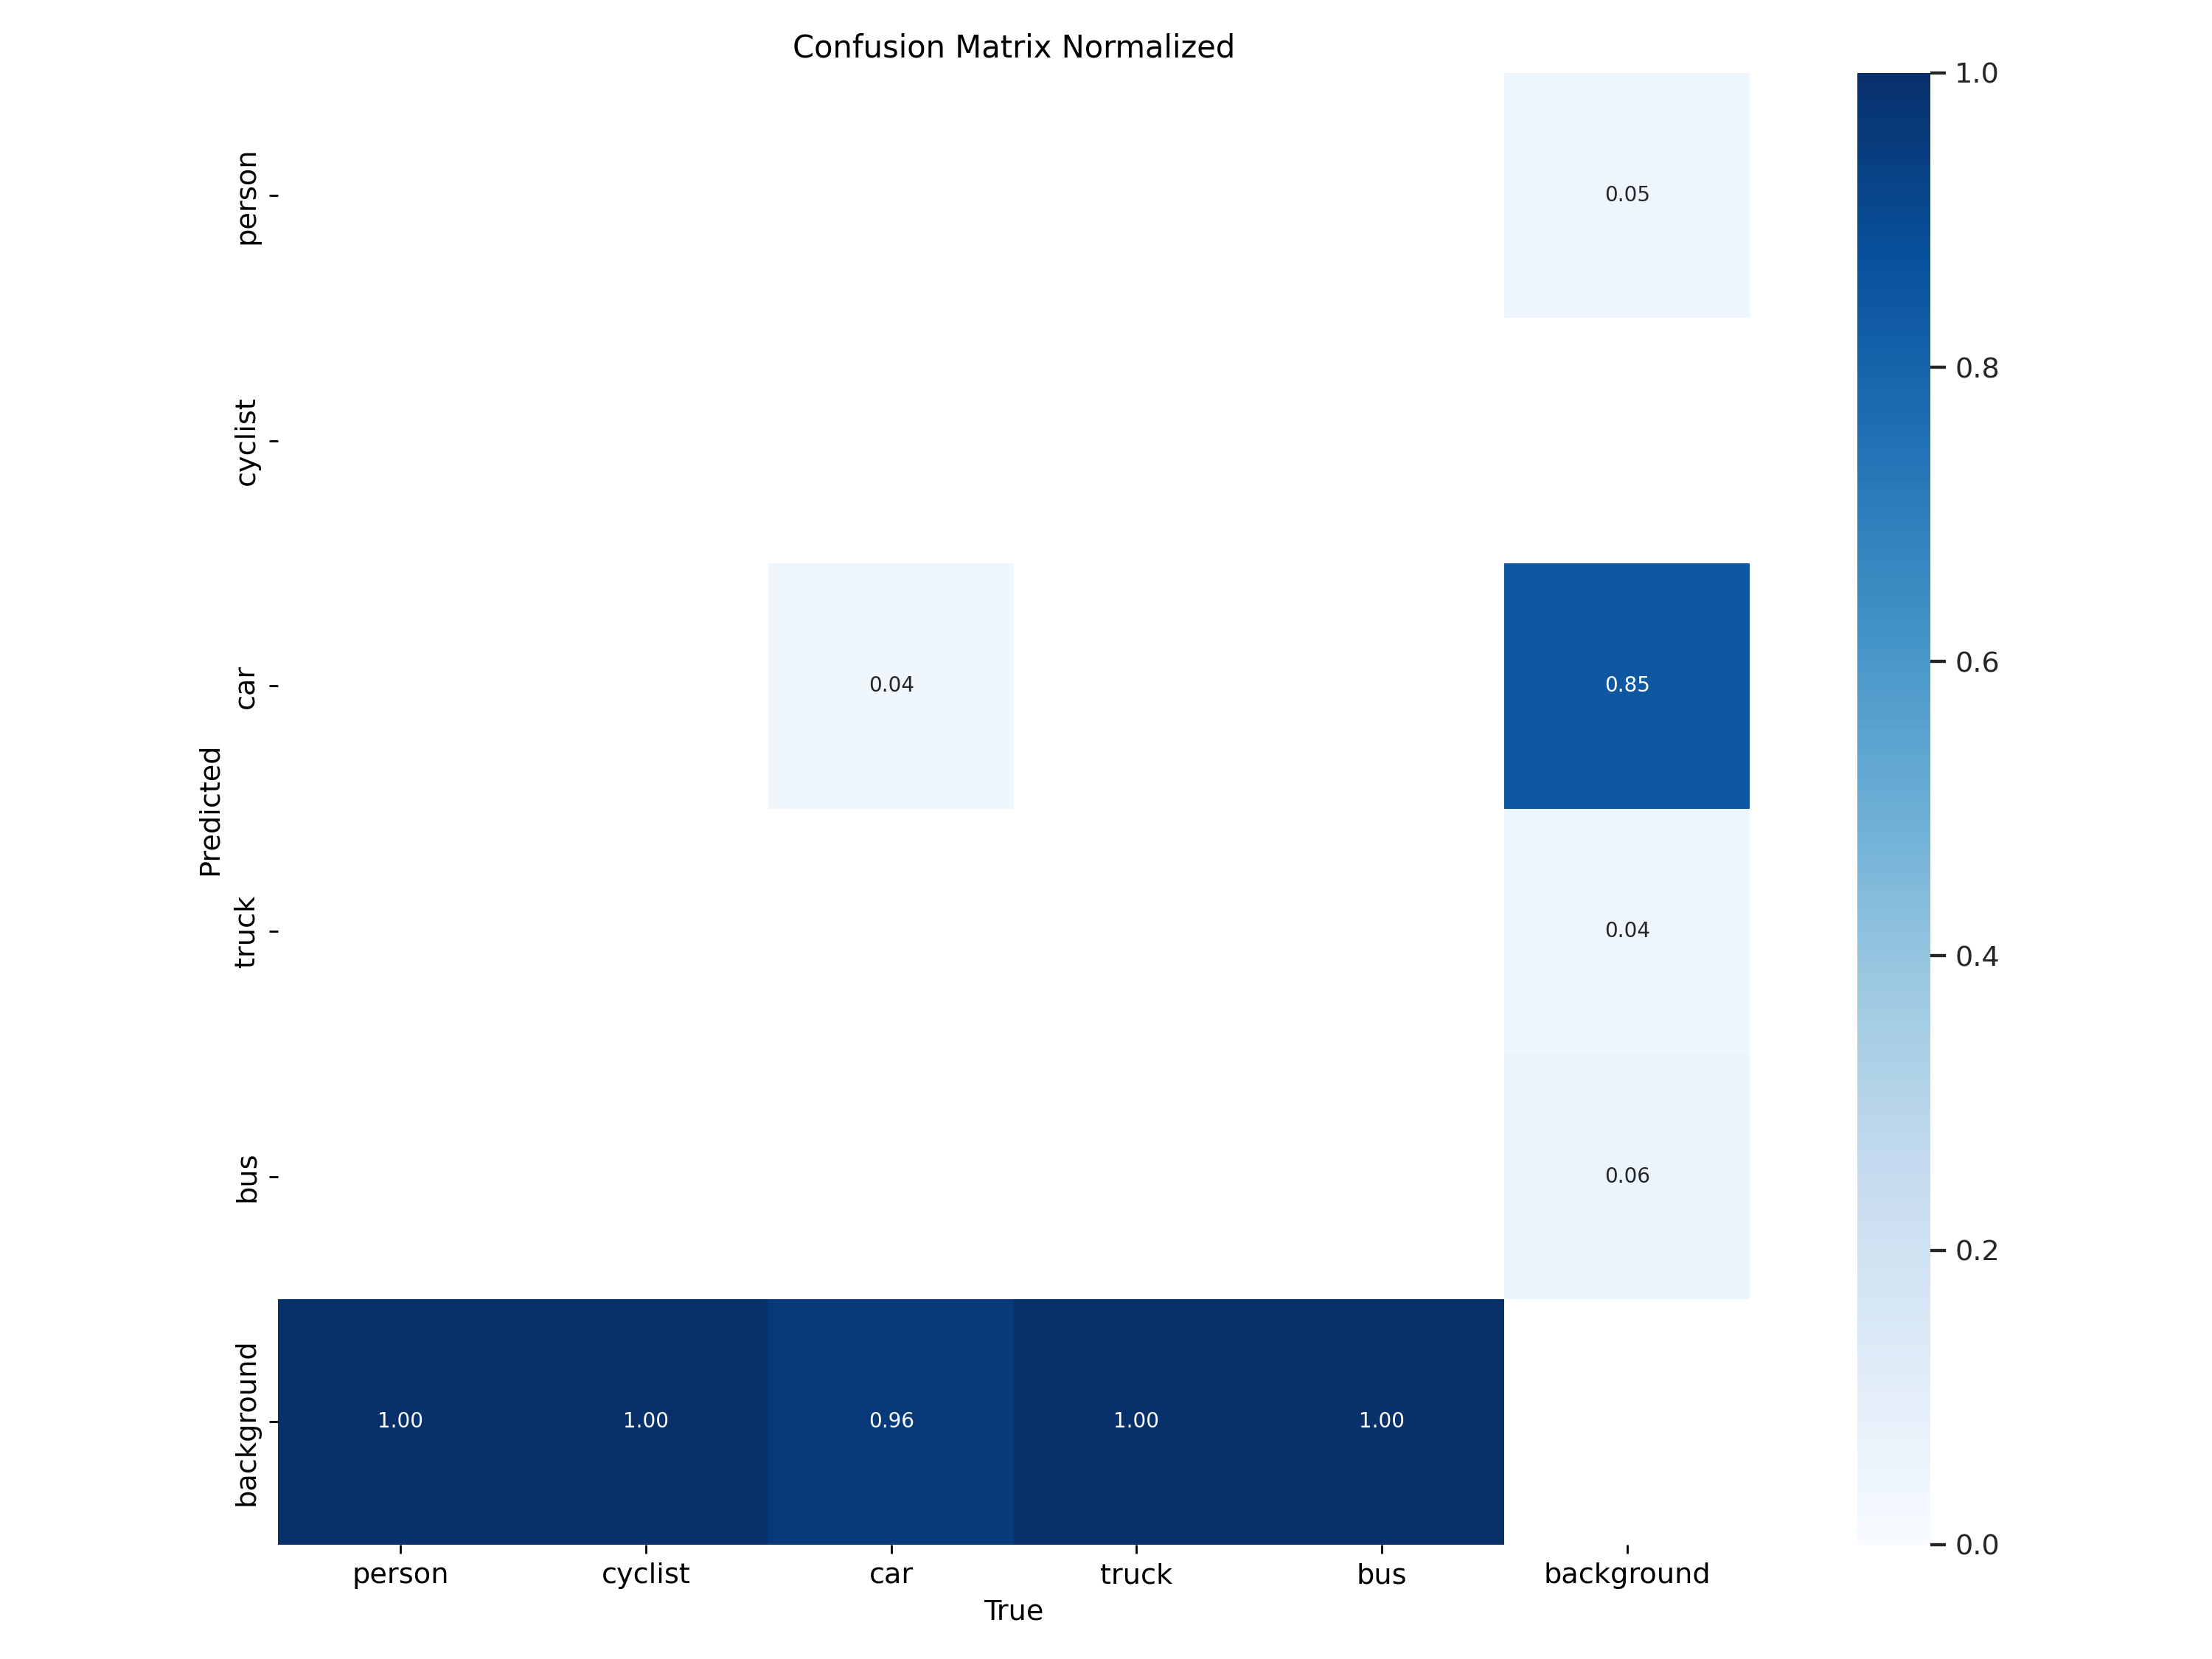 Confusion Matrix Normalized
person
cyclist
car
truck
bus
background
Predicted
0.05
0.04
0.85
0.04
0.06
1.00
1.00
0.96
1.00
1.00
person
cyclist
car
truck
bus
background
True
1.0
0.8
0.6
0.4
0.2
0.0